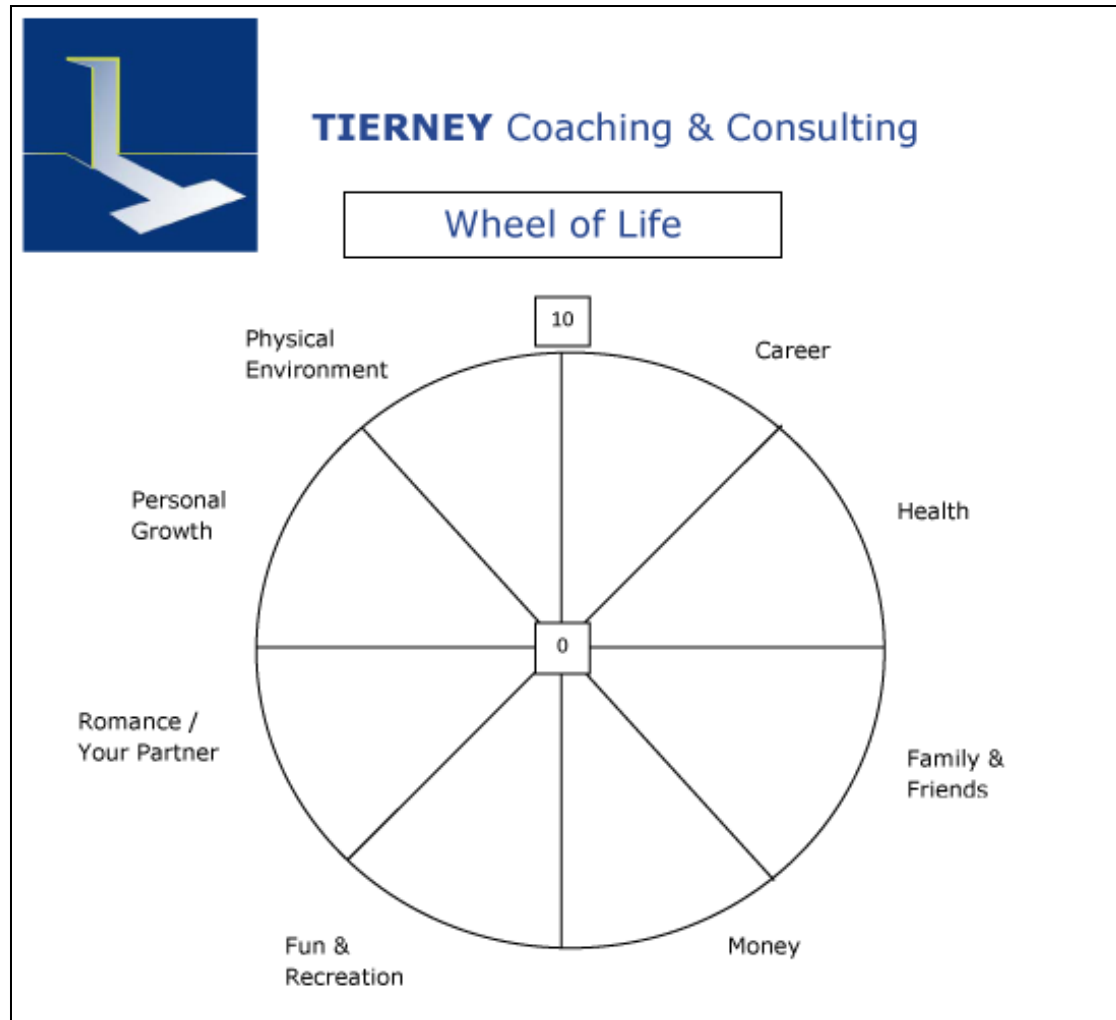 TIERNEY Coaching & Consulting
Wheel of Life
10
Physical
Environment
Career
Personal
Growth
Health
0
Romance /
Your Partner
Family &
Friends
Fun &
Recreation
Money